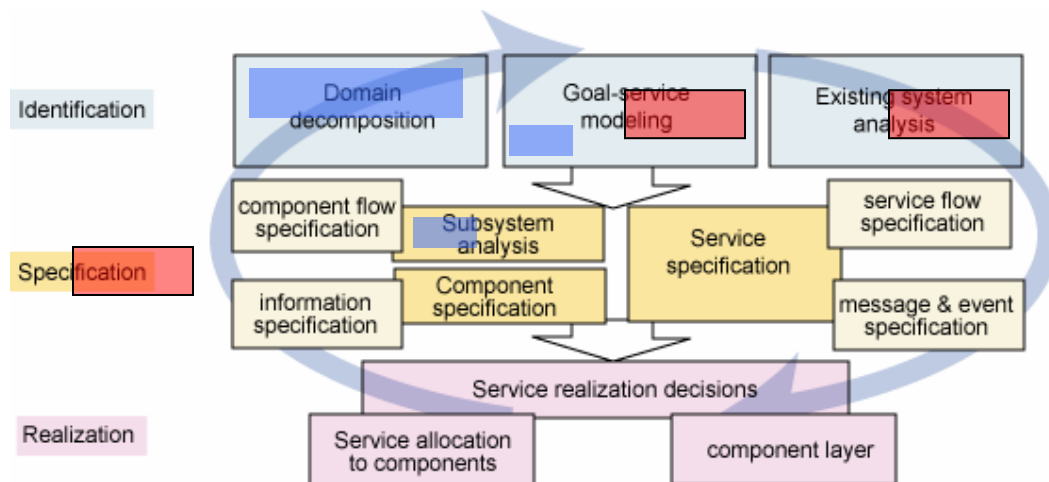 Identification
Domain
decomposition
Goal-service
modeling
Existing system
analysis
component flow
specification
Subsystem
analysis
Service
specification
service flow
specification
Specification
information
specification
Component
specification
message & event
specification
Service realization decisions
Realization
Service allocation
to components
component layer